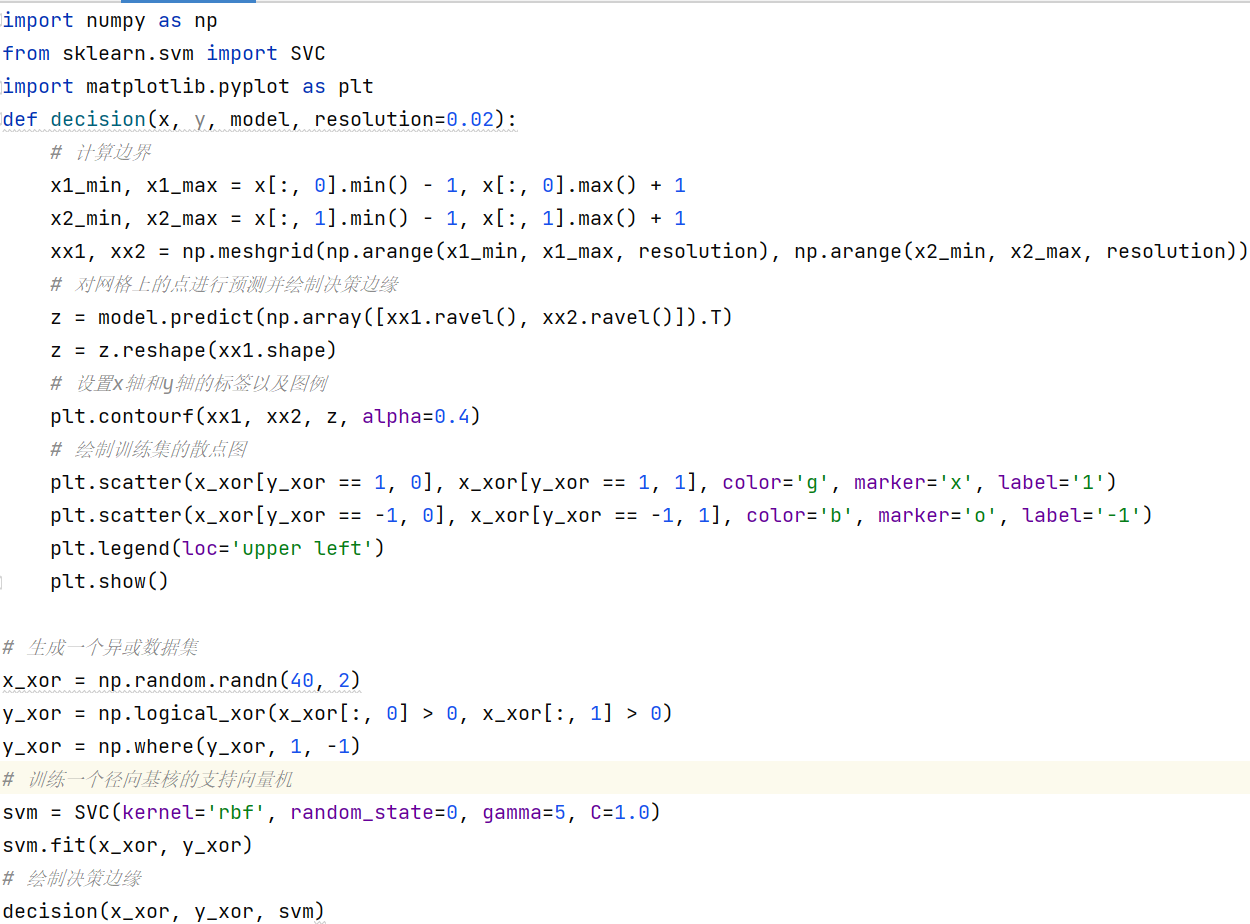 import numpy as np
from sklearn.svm import SVC
import matplotlib.pyplot as plt
def decision(x, y, model, resolution=0.02):
    # 计算边界
    x1_min, x1_max = x[:, 0].min() - 1, x[:, 0].max() + 1
    x2_min, x2_max = x[:, 1].min() - 1, x[:, 1].max() + 1
    xx1, xx2 = np.meshgrid(np.arange(x1_min, x1_max, resolution), np.arange(x2_min, x2_max, resolution))
    # 对网格上的点进行预测并绘制决策边缘
    z = model.predict(np.array([xx1.ravel(), xx2.ravel()]).T)
    z = z.reshape(xx1.shape)
    # 设置x轴和y轴的标签以及图例
    plt.contourf(xx1, xx2, z, alpha=0.4)
    # 绘制训练集的散点图
    plt.scatter(x_xor[y_xor == 1, 0], x_xor[y_xor == 1, 1], color='g', marker='x', label='1')
    plt.scatter(x_xor[y_xor == -1, 0], x_xor[y_xor == -1, 1], color='b', marker='o', label='-1')
    plt.legend(loc='upper left')
    plt.show()

# 生成一个异或数据集
x_xor = np.random.randn(40, 2)
y_xor = np.logical_xor(x_xor[:, 0] > 0, x_xor[:, 1] > 0)
y_xor = np.where(y_xor, 1, -1)
# 训练一个径向基核的支持向量机
svm = SVC(kernel='rbf', random_state=0, gamma=5, C=1.0)
svm.fit(x_xor, y_xor)
# 绘制决策边缘
decision(x_xor, y_xor, svm)